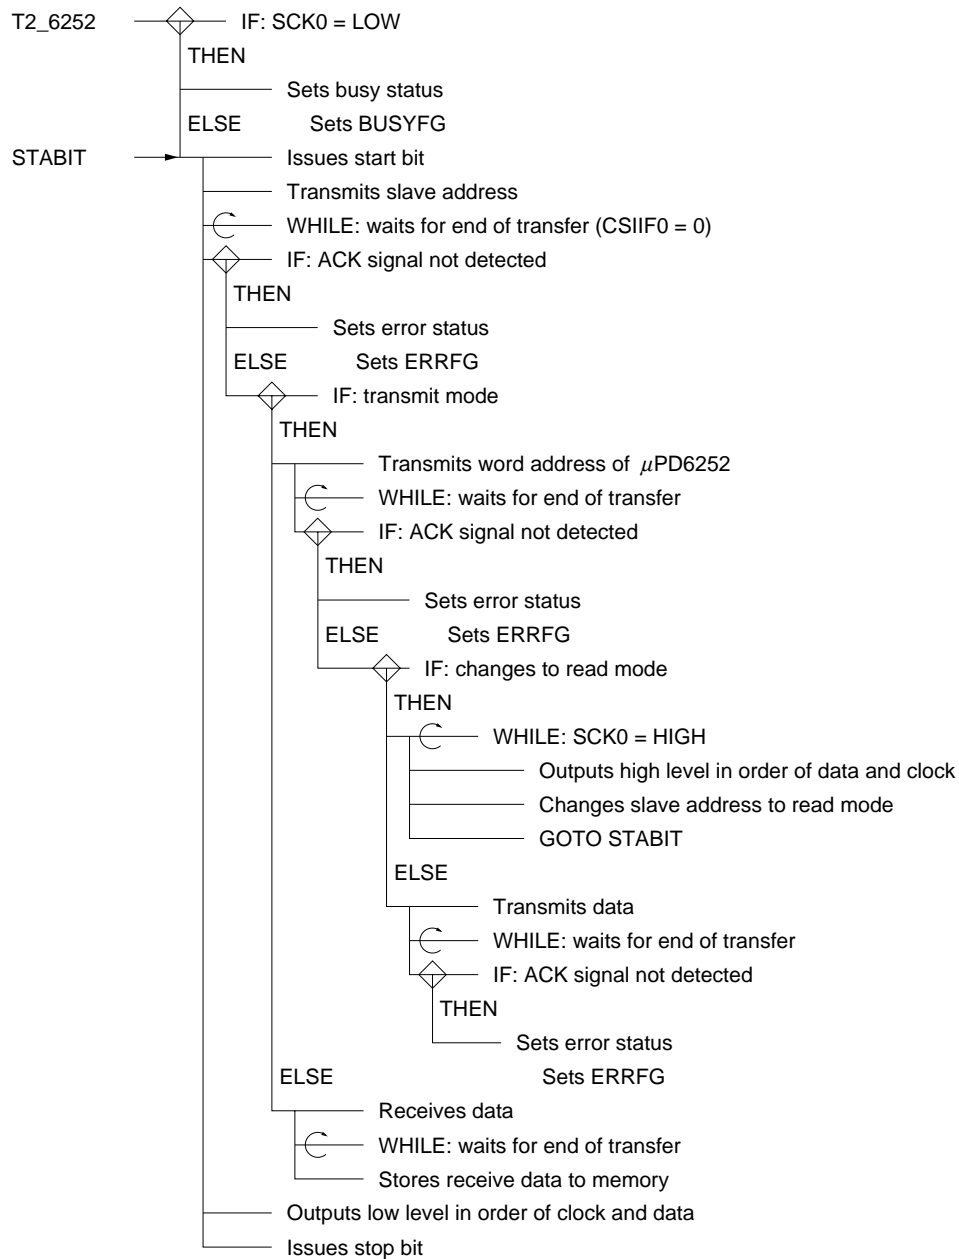 T2_6252 IF: SCK0 = LOW
THEN
Sets busy status
ELSE Sets BUSYFG
STABIT Issues start bit
Transmits slave address
WHILE: waits for end of transfer (CSIIF0 = 0)
IF: ACK signal not detected
THEN
Sets error status
ELSE Sets ERRFG
IF: transmit mode
THEN
Transmits word address of μPD6252
WHILE: waits for end of transfer
IF: ACK signal not detected
THEN
Sets error status
ELSE Sets ERRFG
IF: changes to read mode
THEN
WHILE: SCK0 = HIGH
Outputs high level in order of data and clock
Changes slave address to read mode
GOTO STABIT
ELSE
Transmits data
WHILE: waits for end of transfer
IF: ACK signal not detected
THEN
Sets error status
ELSE Sets ERRFG
Receives data
WHILE: waits for end of transfer
Stores receive data to memory
Outputs low level in order of clock and data
Issues stop bit